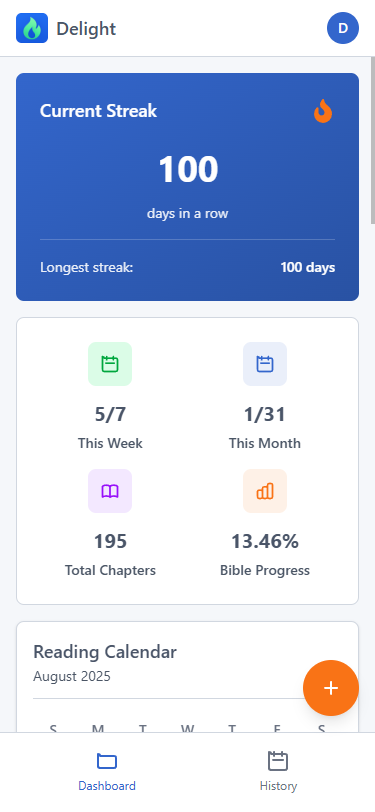 Delight
D
Current Streak
100
days in a row
Longest streak: 100 days
5/7
This Week
1/31
This Month
195
Total Chapters
13.46%
Bible Progress
Reading Calendar
August 2025
S M T W T F S
Dashboard
History